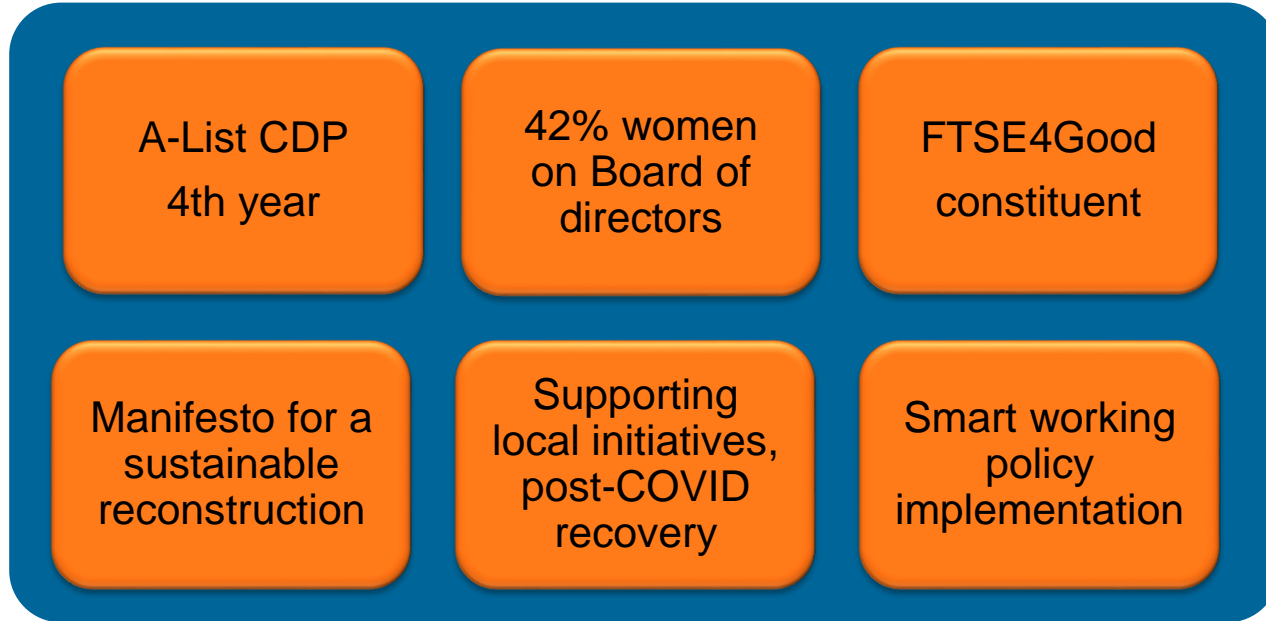 A-List CDP
4th year
42% women
on Board of
directors
FTSE4Good
constituent
Manifesto for a
sustainable
reconstruction
Supporting
local initiatives,
post-COVID
recovery
Smart working
policy
implementation